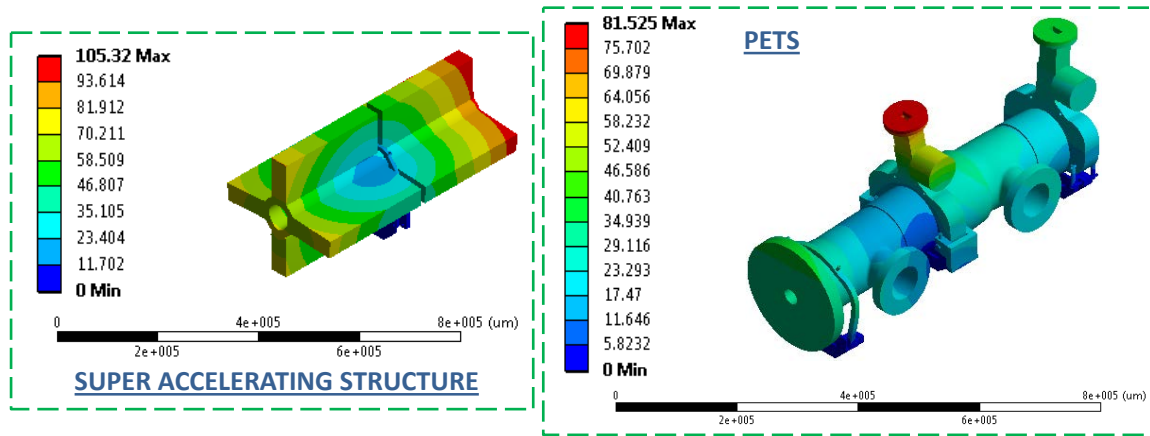 105.32 Max
93.614
81.912
70.211
58.509
46.807
35.105
23.404
11.702
0 Min
0 4e+005 8e+005 (um)
2e+005 6e+005
SUPER ACCELERATING STRUCTURE
81.525 Max
75.702
69.879
64.056
58.232
52.409
46.586
40.763
34.939
29.116
23.293
17.47
11.646
5.8232
0 Min
PETS
0 4e+005 8e+005 (um)
2e+005 6e+005